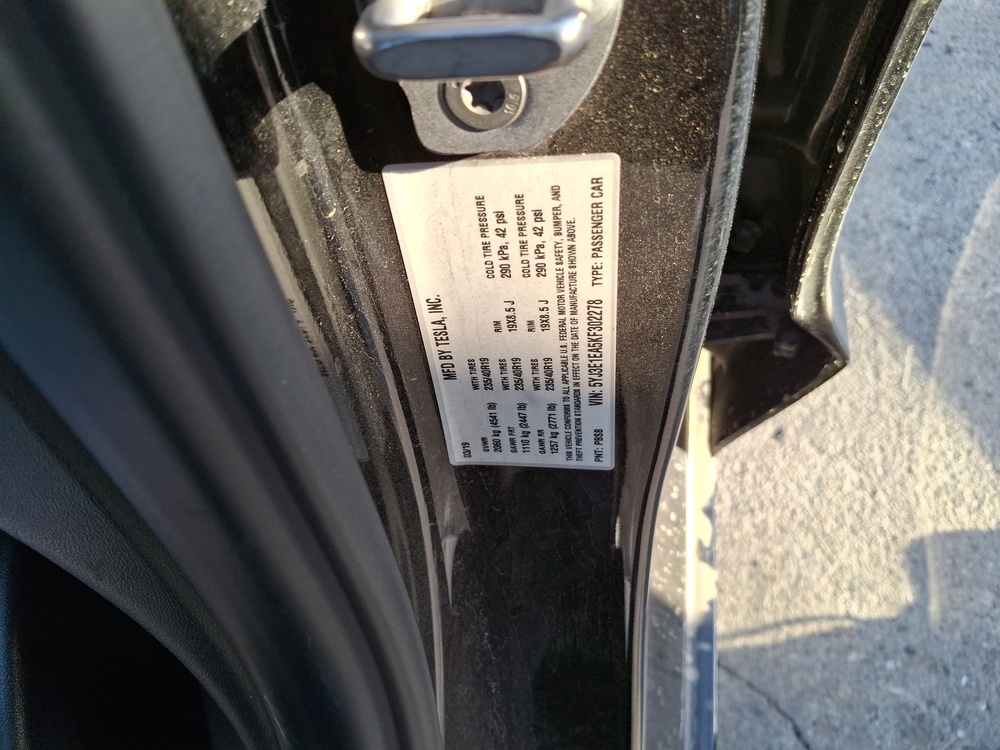 MFD BY TESLA, INC.
03/19
GVWR
2060 kg (4541 lb)
WITH TIRES
235/40R19
RIM
19X8.5 J
COLD TIRE PRESSURE
290 kPa, 42 psi
GAWR FRT
1110 kg (2447 lb)
WITH TIRES
235/40R19
RIM
19X8.5 J
COLD TIRE PRESSURE
290 kPa, 42 psi
GAWR RR
1257 kg (2771 lb)
WITH TIRES
235/40R19
THIS VEHICLE CONFORMS TO ALL APPLICABLE U.S. FEDERAL MOTOR VEHICLE SAFETY, BUMPER, AND
THEFT PREVENTION STANDARDS IN EFFECT ON THE DATE OF MANUFACTURE SHOWN ABOVE.
VIN: 5YJ3E1EA5KF302278 TYPE: PASSENGER CAR
PNT: PBSB